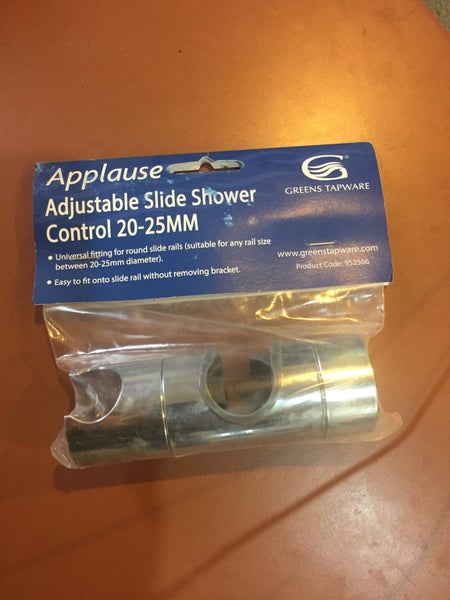 Applause
Adjustable Slide Shower
Control 20-25MM
• Universal fitting for round slide rails (suitable for any rail size
between 20-25mm diameter).
• Easy to fit onto slide rail without removing bracket.
G
GREENS TAPWARE
www.greenstapware.com
Product Code: 952566